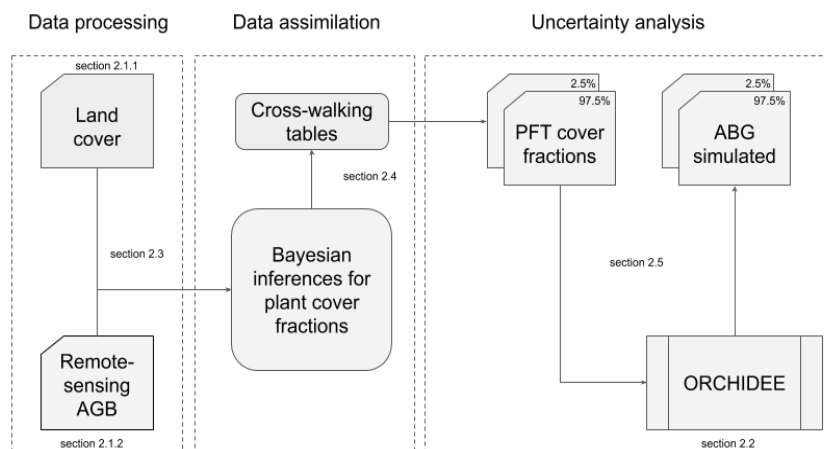 Data processing
Data assimilation
Uncertainty analysis
section 2.1.1
Land
cover
section 2.3
Remote-
sensing
AGB
section 2.1.2
Cross-walking
tables
section 2.4
Bayesian
inferences for
plant cover
fractions
2.5%
97.5%
PFT cover
fractions
2.5%
97.5%
ABG
simulated
section 2.5
ORCHIDEE
section 2.2